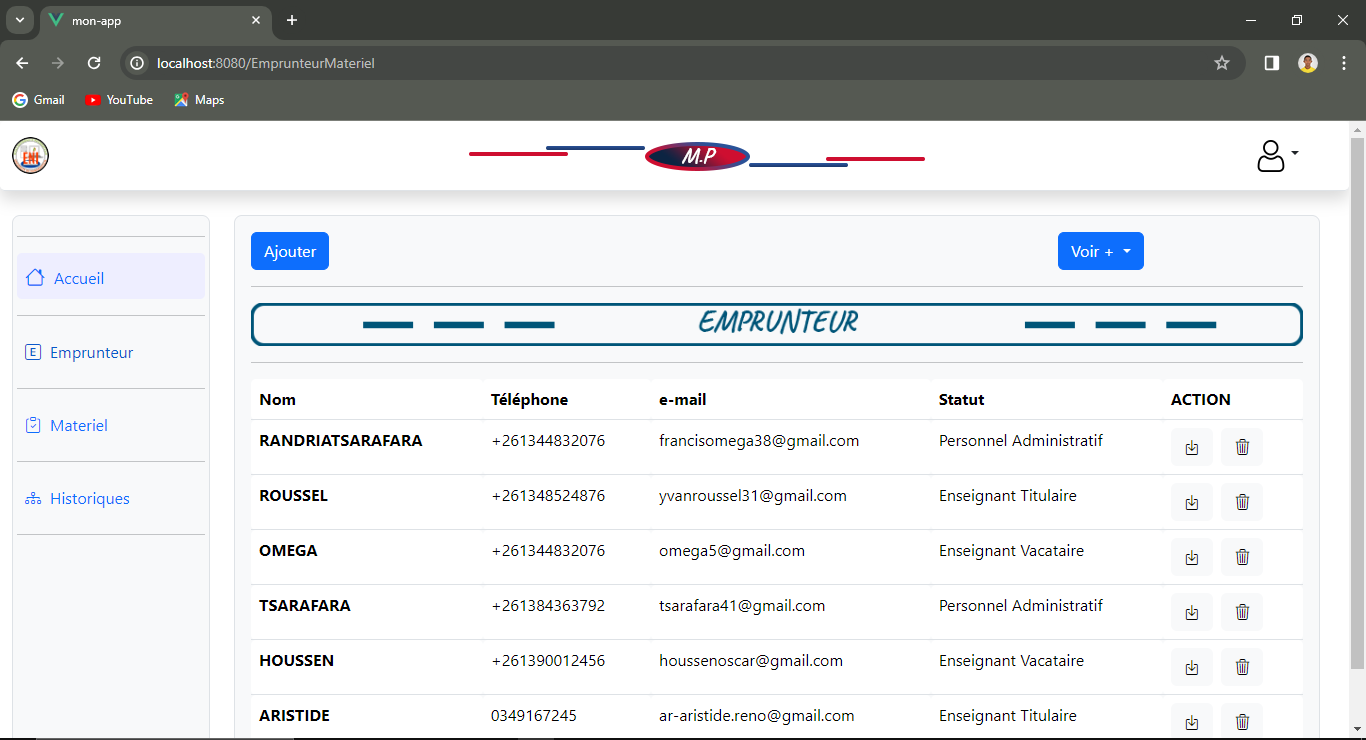 mon-app
localhost:8080/EmprunteurMateriel
Gmail
YouTube
Maps
M.P
Ajouter
Voir +
Accueil
Emprunteur
Materiel
Historiques
EMPRUNTEUR
Nom Téléphone e-mail Statut ACTION
RANDRIATSARAFARA +261344832076 francisomega38@gmail.com Personnel Administratif
ROUSSEL +261348524876 yvanroussel31@gmail.com Enseignant Titulaire
OMEGA +261344832076 omega5@gmail.com Enseignant Vacataire
TSARAFARA +261384363792 tsarafara41@gmail.com Personnel Administratif
HOUSSEN +261390012456 houssenoscar@gmail.com Enseignant Vacataire
ARISTIDE 0349167245 ar-aristide.reno@gmail.com Enseignant Titulaire